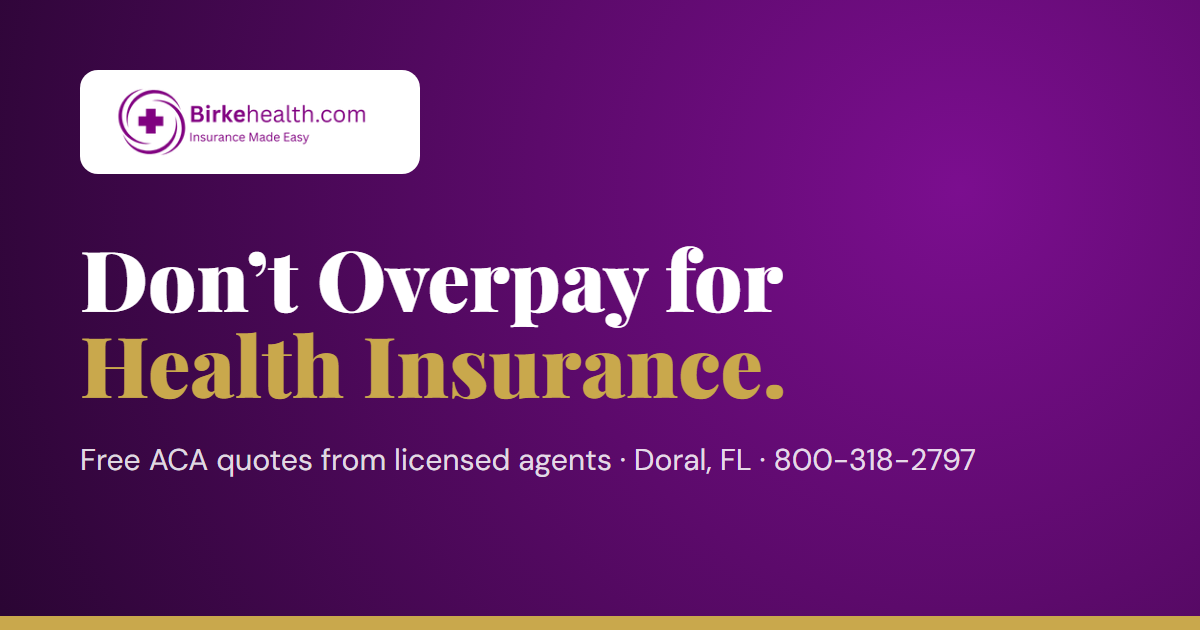 Birkehealth.com
Insurance Made Easy
Don’t Overpay for
Health Insurance.
Free ACA quotes from licensed agents · Doral, FL · 800-318-2797